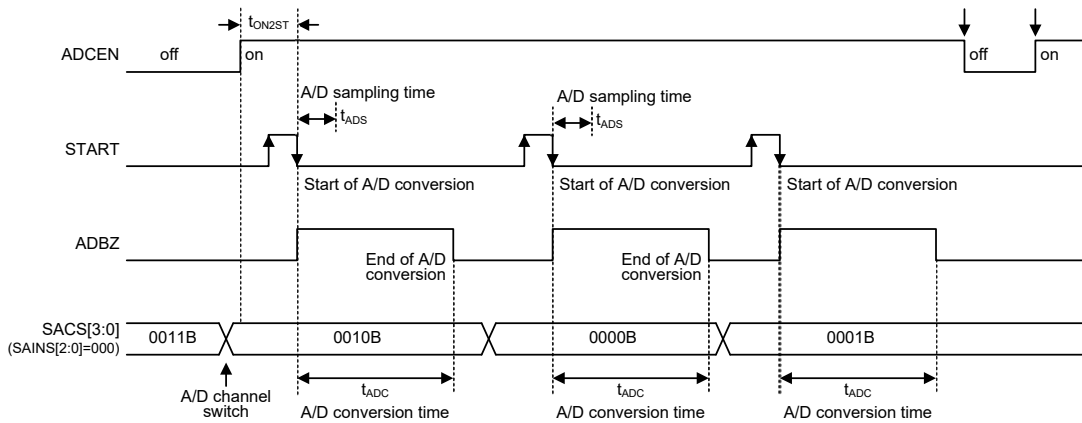 tON2ST
ADCEN
off
on
off
on
A/D sampling time
tADS
A/D sampling time
tADS
START
Start of A/D conversion
Start of A/D conversion
Start of A/D conversion
ADBZ
End of A/D
conversion
End of A/D
conversion
SACS[3:0]
(SAINS[2:0]=000)
0011B
0010B
0000B
0001B
A/D channel
switch
tADC
A/D conversion time
tADC
A/D conversion time
tADC
A/D conversion time